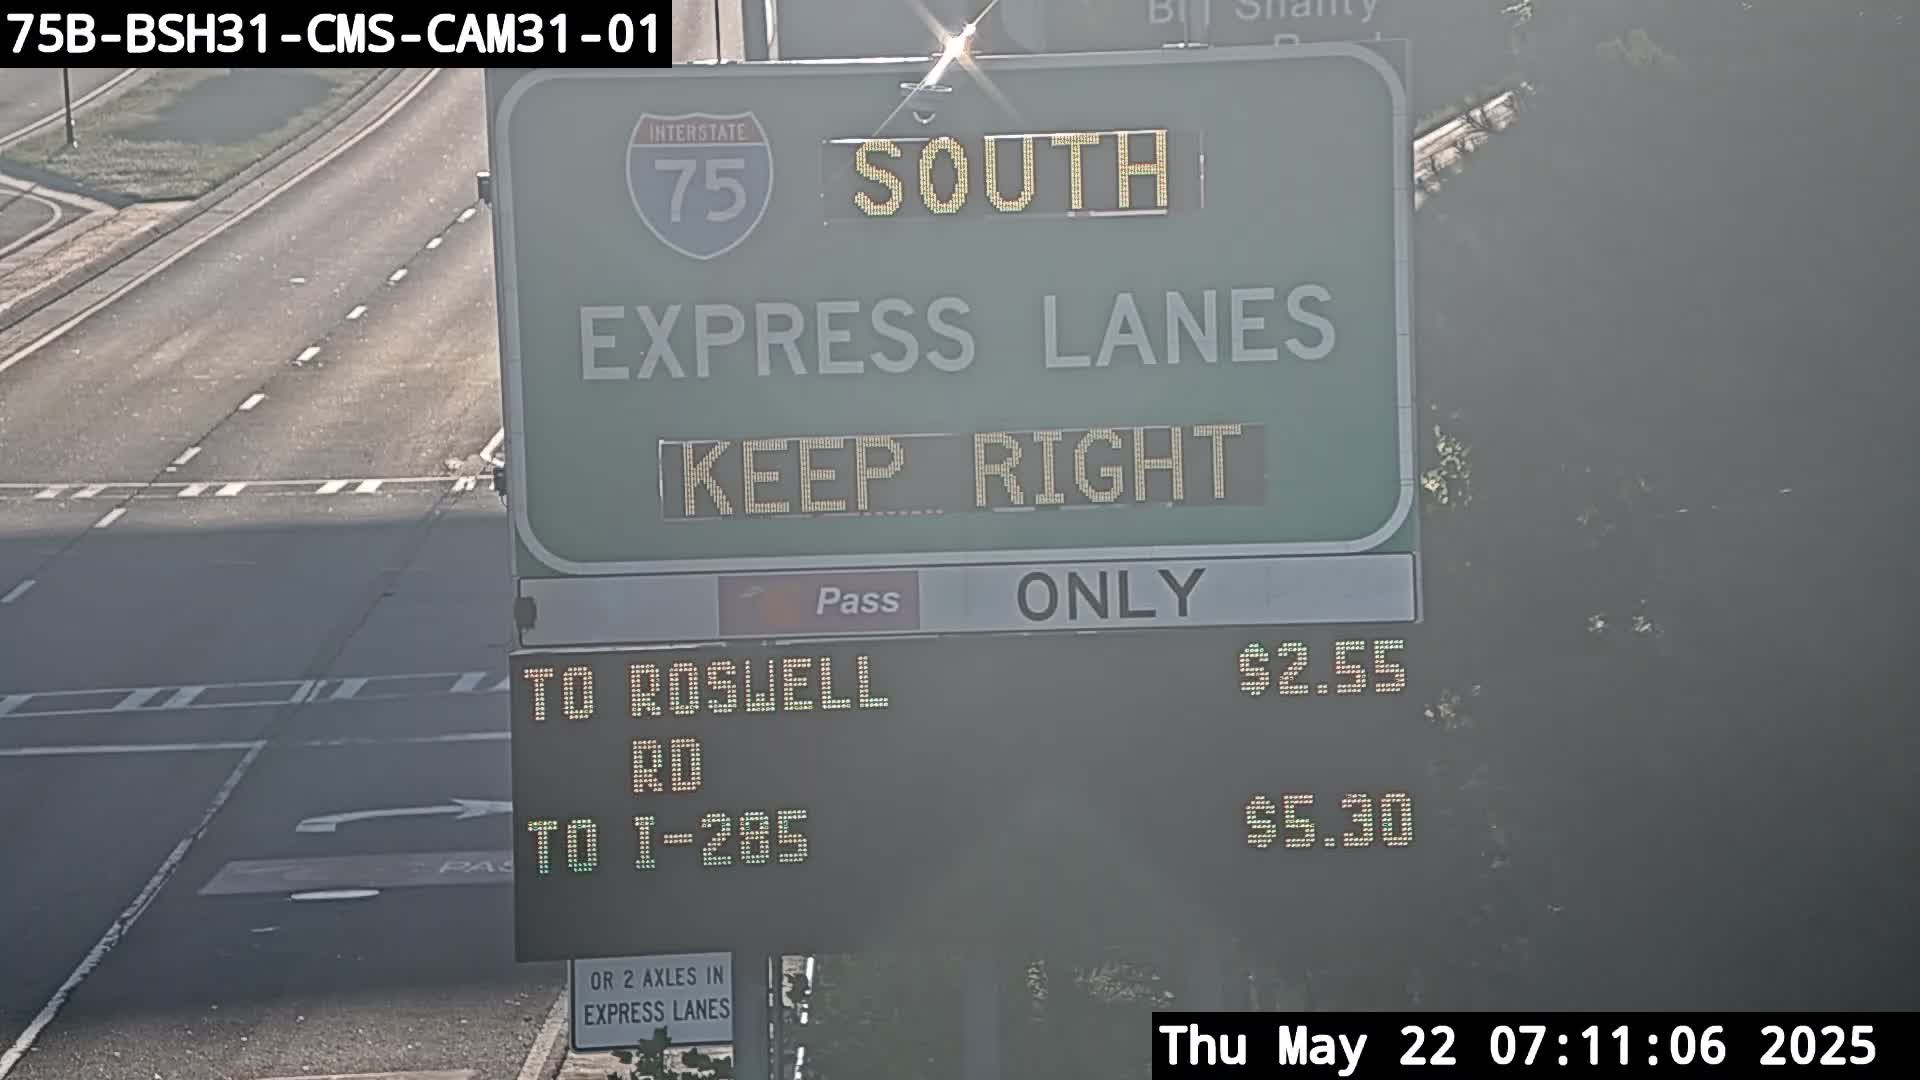 75B-BSH31-CMS-CAM31-01
Shanty
INTERSTATE
75
SOUTH
EXPRESS LANES
KEEP RIGHT
Pass ONLY
TO ROSWELL $2.55
RD
TO I-285 $5.30
OR 2 AXLES IN
EXPRESS LANES
Thu May 22 07:11:06 2025